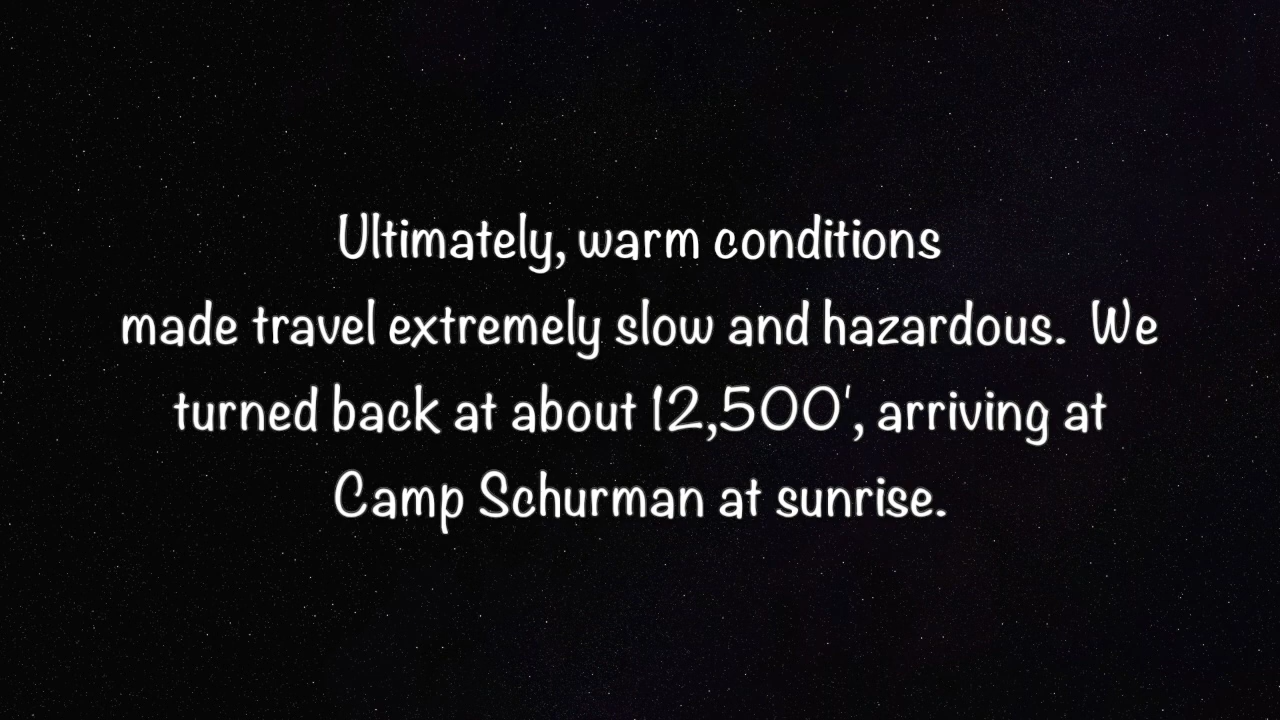 Ultimately, warm conditions
made travel extremely slow and hazardous.  We
turned back at about 12,500', arriving at
Camp Schurman at sunrise.